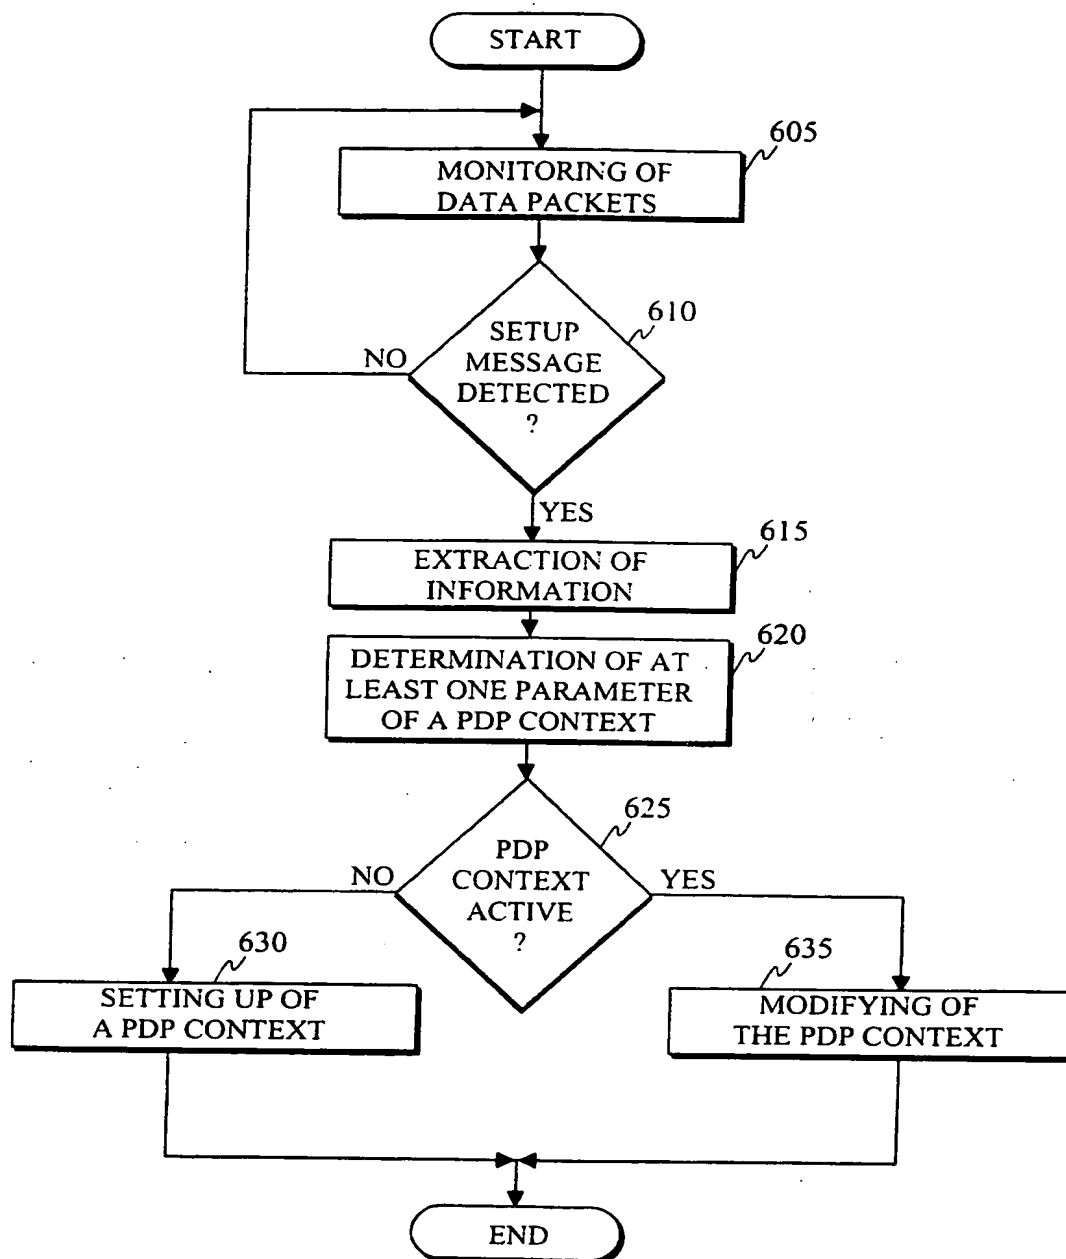 START
605
MONITORING OF
DATA PACKETS
610
SETUP
MESSAGE
DETECTED
?
NO
YES
615
EXTRACTION OF
INFORMATION
620
DETERMINATION OF AT
LEAST ONE PARAMETER
OF A PDP CONTEXT
625
PDP
CONTEXT
ACTIVE
?
NO
YES
630
SETTING UP OF
A PDP CONTEXT
635
MODIFYING OF
THE PDP CONTEXT
END